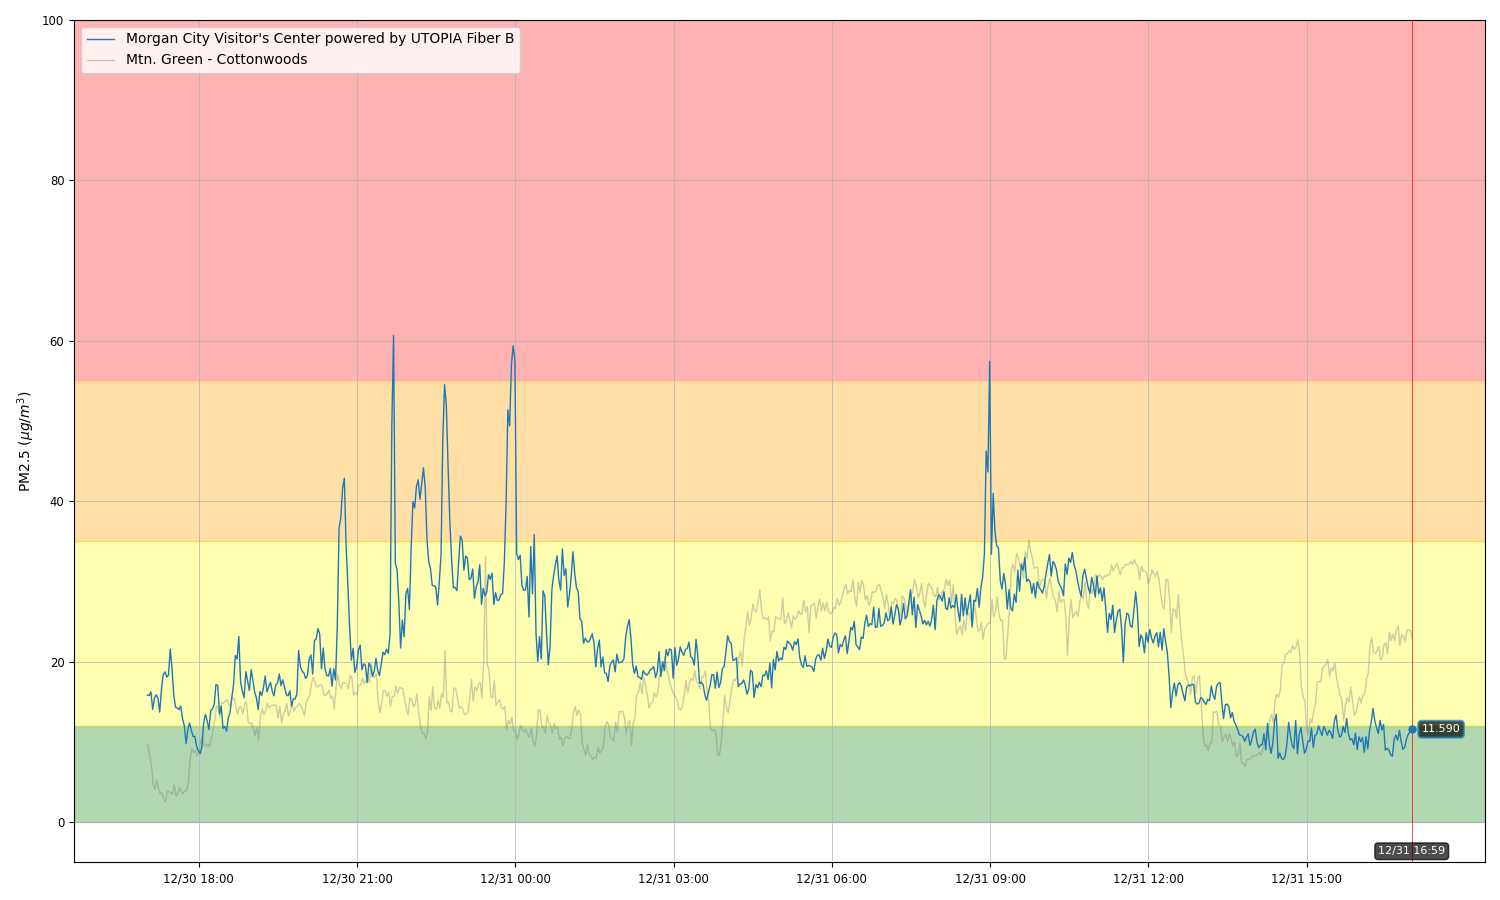 100
Morgan City Visitor's Center powered by UTOPIA Fiber B
Mtn. Green - Cottonwoods
80
60
PM2.5 (μg/m³)
40
20
11.590
0
12/31 16:59
12/30 18:00 12/30 21:00 12/31 00:00 12/31 03:00 12/31 06:00 12/31 09:00 12/31 12:00 12/31 15:00